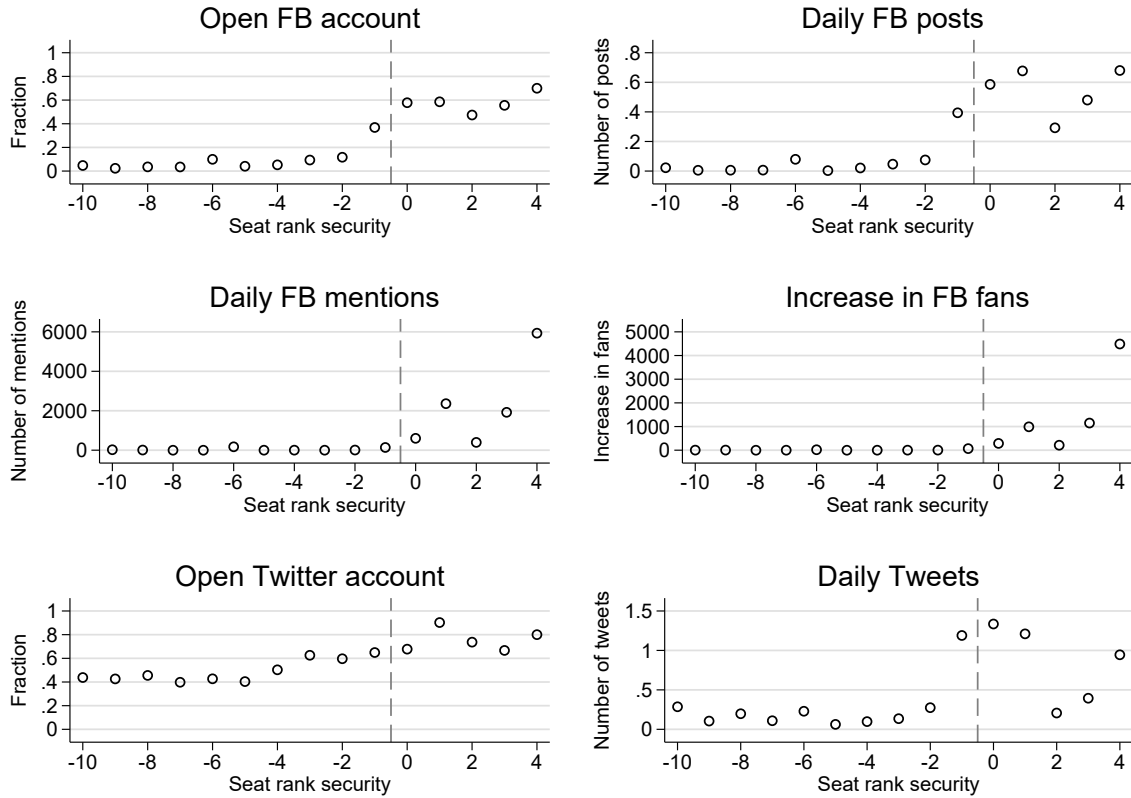 Open FB account
Fraction
1
.8
.6
.4
.2
0
-10 -8 -6 -4 -2 0 2 4
Seat rank security
Daily FB posts
Number of posts
.8
.6
.4
.2
0
-10 -8 -6 -4 -2 0 2 4
Seat rank security
Daily FB mentions
Number of mentions
6000
4000
2000
0
-10 -8 -6 -4 -2 0 2 4
Seat rank security
Increase in FB fans
Increase in fans
5000
4000
3000
2000
1000
0
-10 -8 -6 -4 -2 0 2 4
Seat rank security
Open Twitter account
Fraction
1
.8
.6
.4
.2
0
-10 -8 -6 -4 -2 0 2 4
Seat rank security
Daily Tweets
Number of tweets
1.5
1
.5
0
-10 -8 -6 -4 -2 0 2 4
Seat rank security